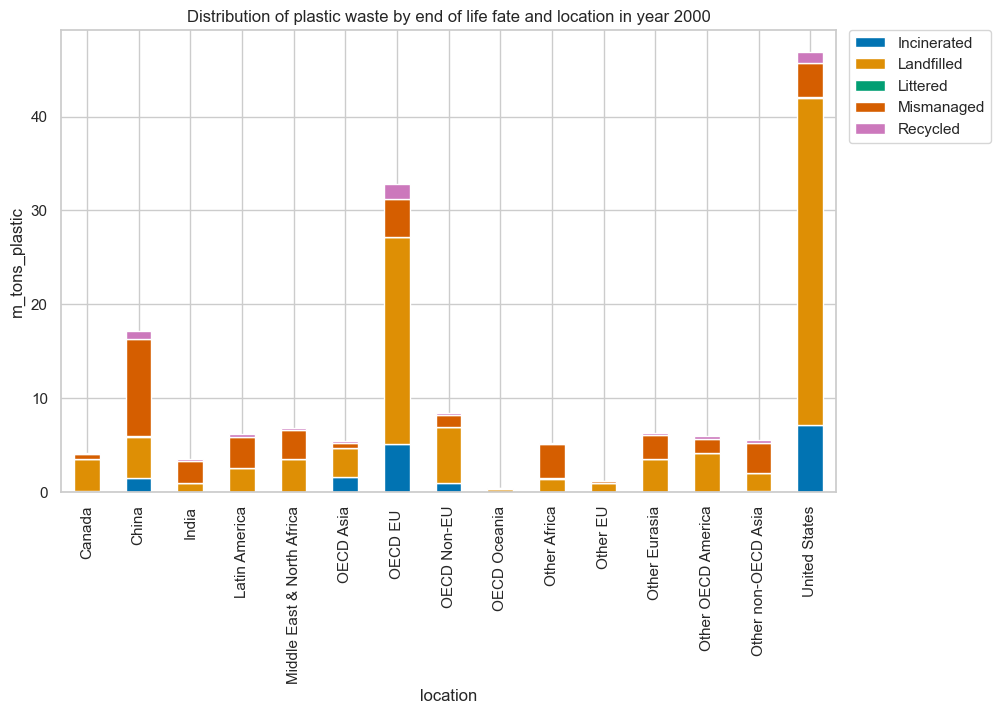 Distribution of plastic waste by end of life fate and location in year 2000
Incinerated
Landfilled
Littered
Mismanaged
Recycled
m_tons_plastic
40
30
20
10
0
Canada
China
India
Latin America
Middle East & North Africa
OECD Asia
OECD EU
OECD Non-EU
OECD Oceania
Other Africa
Other EU
Other Eurasia
Other OECD America
Other non-OECD Asia
United States
location